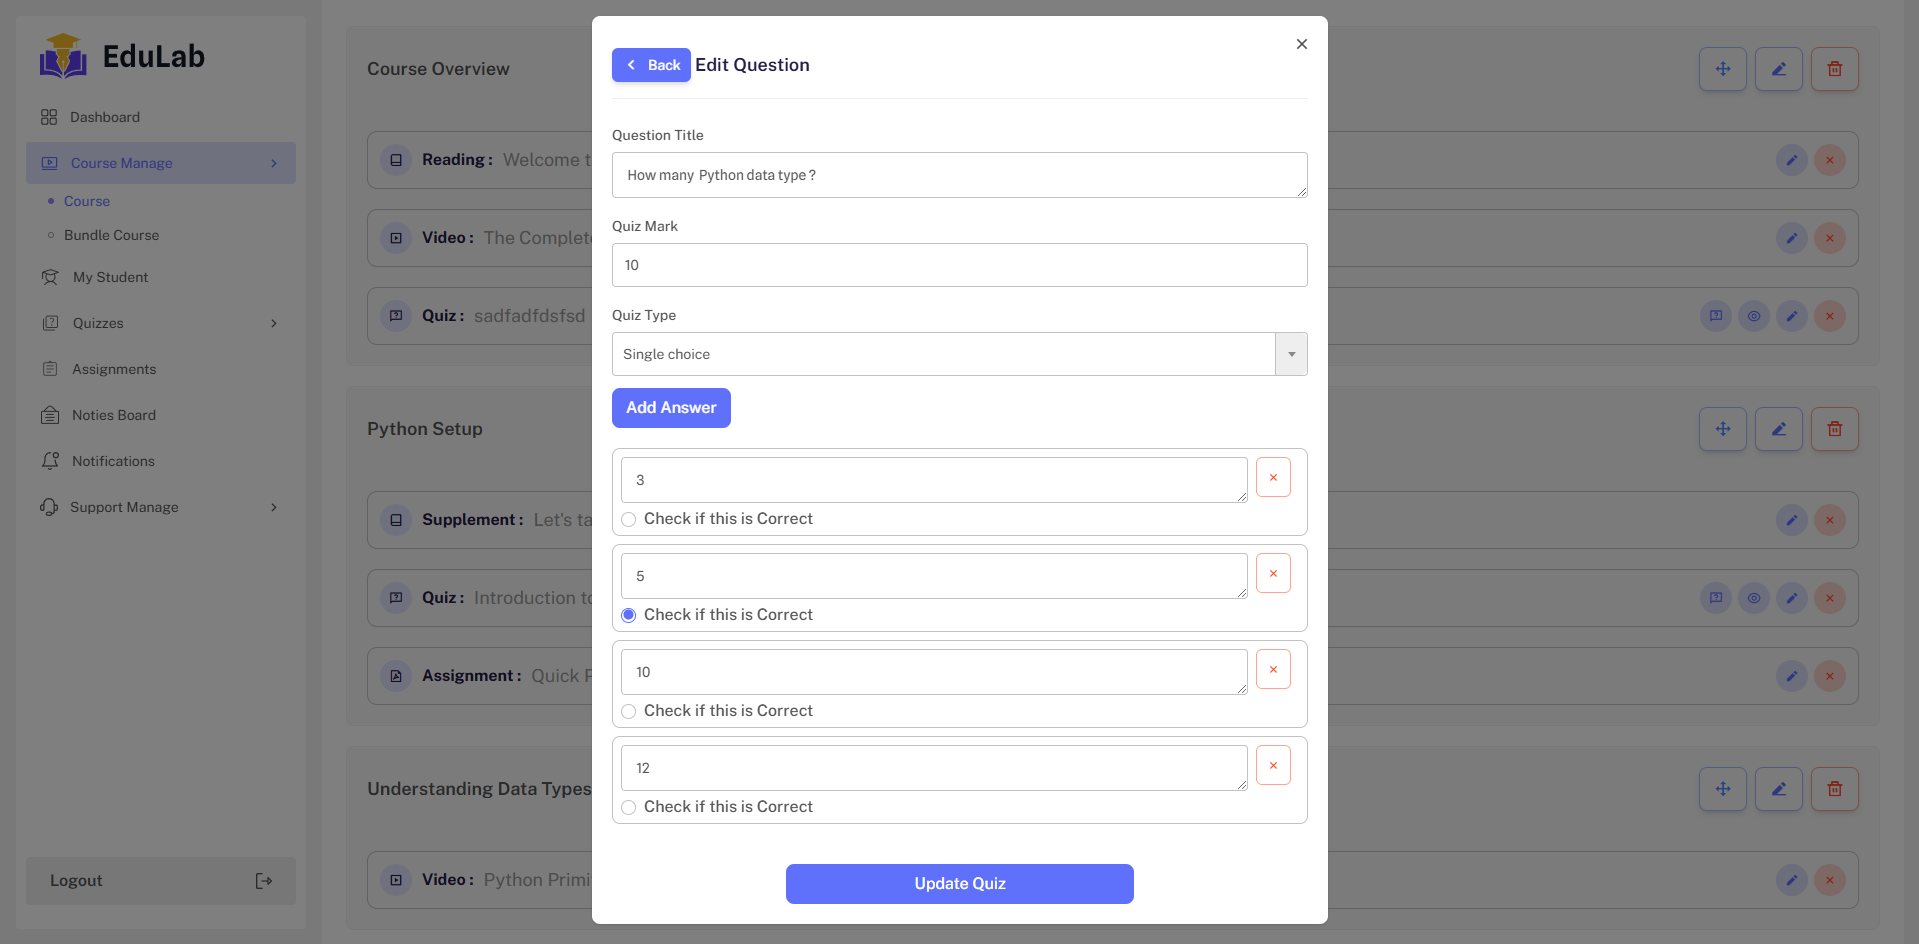 EduLab
Dashboard
Course Manage
Course
Bundle Course
My Student
Quizzes
Assignments
Noties Board
Notifications
Support Manage
Logout
Course Overview
Reading : Welcome t
Video : The Complete
Quiz : sadfadfdsfsd
Python Setup
Supplement : Let's ta
Quiz : Introduction to
Assignment : Quick P
Understanding Data Types
Video : Python Primi
Back Edit Question
Question Title
How many Python data type ?
Quiz Mark
10
Quiz Type
Single choice
Add Answer
3
Check if this is Correct
5
Check if this is Correct
10
Check if this is Correct
12
Check if this is Correct
Update Quiz